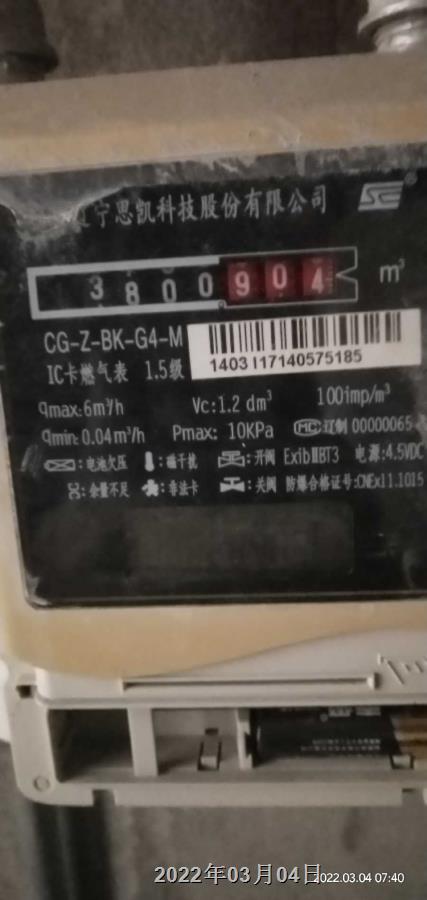 辽宁思凯科技股份有限公司
3800904 m³
CG-Z-BK-G4-M
1403 I17140575185
IC卡燃气表 1.5级
qmax:6m³/h Vc:1.2 dm³ 100imp/m³
qmin:0.04m³/h Pmax: 10KPa MC 辽制 00000065
:电池欠压 :磁干扰 :开阀 ExibⅡBT3 电源:4.5VDC
:余量不足 :非法卡 :关阀 防爆合格证号:CNEx11.1015
2022年03月04日
2022.03.04 07:40